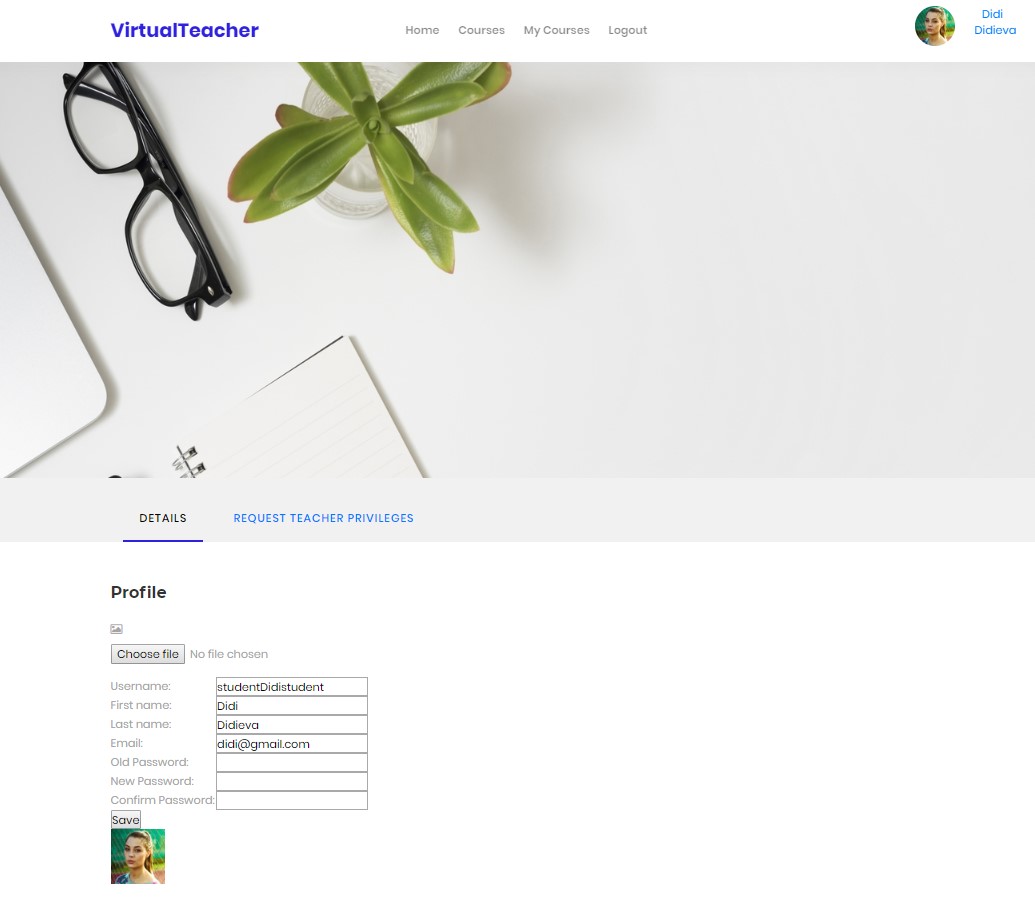 VirtualTeacher
Home Courses My Courses Logout
Didi
Didieva
DETAILS REQUEST TEACHER PRIVILEGES
Profile
Choose file No file chosen
Username: studentDidistudent
First name: Didi
Last name: Didieva
Email: didi@gmail.com
Old Password:
New Password:
Confirm Password:
Save